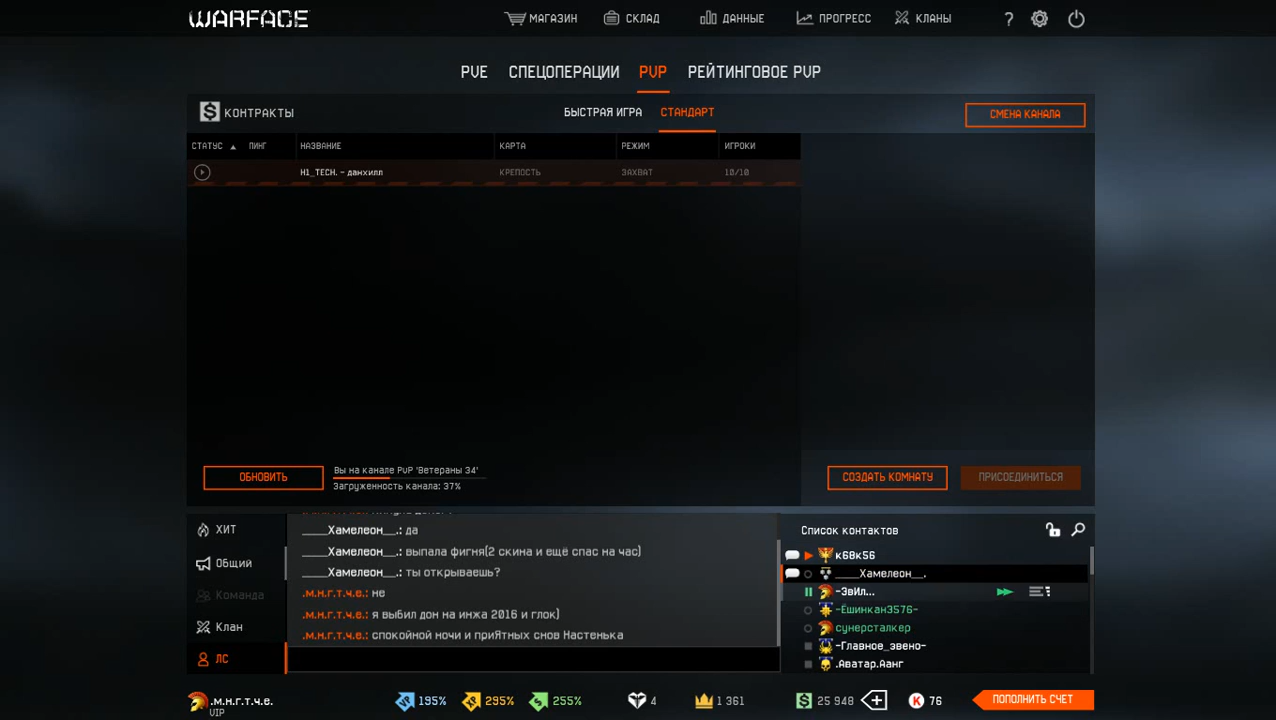 WARFACE
МАГАЗИН СКЛАД ДАННЫЕ ПРОГРЕСС КЛАНЫ ?
PVE СПЕЦОПЕРАЦИИ PVP РЕЙТИНГОВОЕ PVP
КОНТРАКТЫ БЫСТРАЯ ИГРА СТАНДАРТ СМЕНА КАНАЛА
СТАТУС ПИНГ НАЗВАНИЕ КАРТА РЕЖИМ ИГРОКИ
H1_TECH. - данхилл КРЕПОСТЬ ЗАХВАТ 10/10
ОБНОВИТЬ
Вы на канале PvP 'Ветераны 34'
Загруженность канала: 37%
СОЗДАТЬ КОМНАТУ ПРИСОЕДИНИТЬСЯ
ХИТ
Общий
Команда
Клан
ЛС
____Хамелеон__.: да
____Хамелеон__.: выпала фигня(2 скина и ещё спас на час)
____Хамелеон__.: ты открываешь?
.м.н.г.т.ч.е.: не
.м.н.г.т.ч.е.: я выбил дон на инжа 2016 и глок)
.м.н.г.т.ч.е.: спокойной ночи и приЯтных снов Настенька
Список контактов
к68к56
____Хамелеон__.
-ЗвИл...
-Ёшинкан3576-
сунерсталкер
-Главное_звено-
.Аватар.Аанг
.м.н.г.т.ч.е.
VIP
195% 295% 255% 4 1 361 $ 25 948 K 76 ПОПОЛНИТЬ СЧЕТ